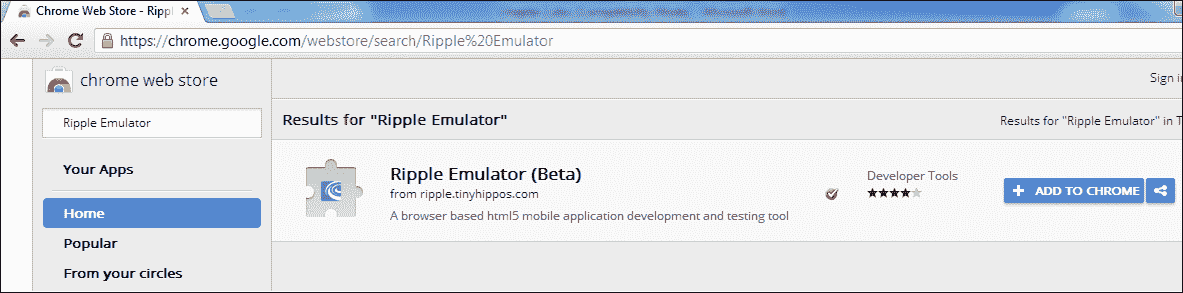 Chrome Web Store - Rippl
https://chrome.google.com/webstore/search/Ripple%20Emulator
chrome web store
Sign in
Ripple Emulator
Results for "Ripple Emulator"
Results for "Ripple Emulator" in T
Your Apps
Ripple Emulator (Beta)
from ripple.tinyhippos.com
A browser based html5 mobile application development and testing tool
Developer Tools
ADD TO CHROME
Home
Popular
From your circles